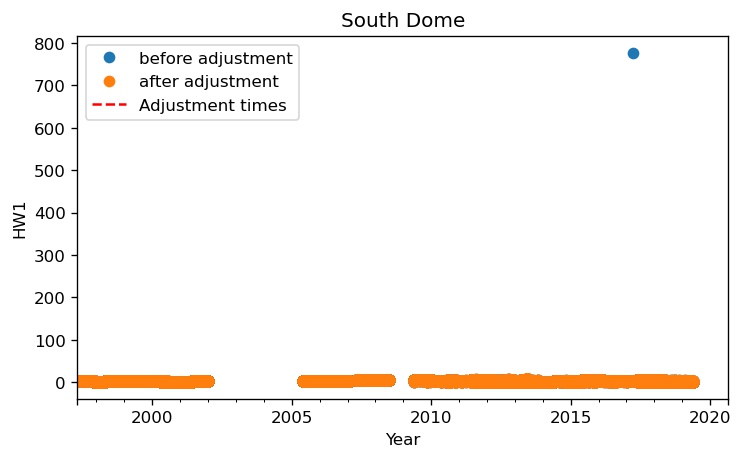 South Dome
before adjustment
after adjustment
Adjustment times
800
700
600
500
400
300
200
100
0
HW1
2000
2005
2010
2015
2020
Year